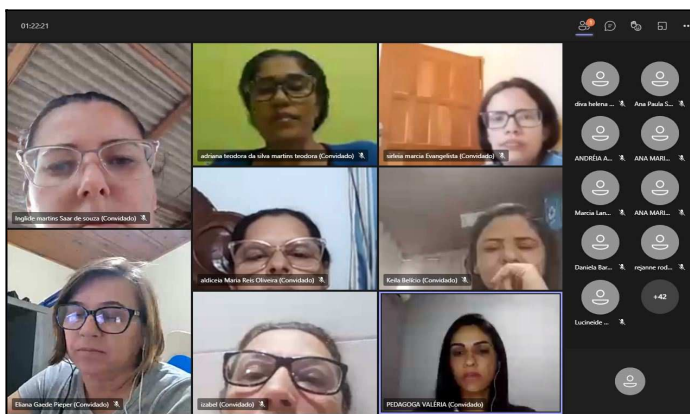 01:22:21
Inglide martins Saar de souza (Convidado)
adriana teodora da silva martins teodora (Convidado)
sirleia marcia Evangelista (Convidado)
aldiceia Maria Reis Oliveira (Convidado)
Keila Belício (Convidado)
Eliana Gaede Pieper (Convidado)
izabel (Convidado)
PEDAGOGA VALÉRIA (Convidado)
diva helena ...
Ana Paula S...
ANDRÉIA A...
ANA MARI...
Marcia Lan...
ANA MARI...
Daniela Bar...
rejanne rod...
Lucineide ...
+42